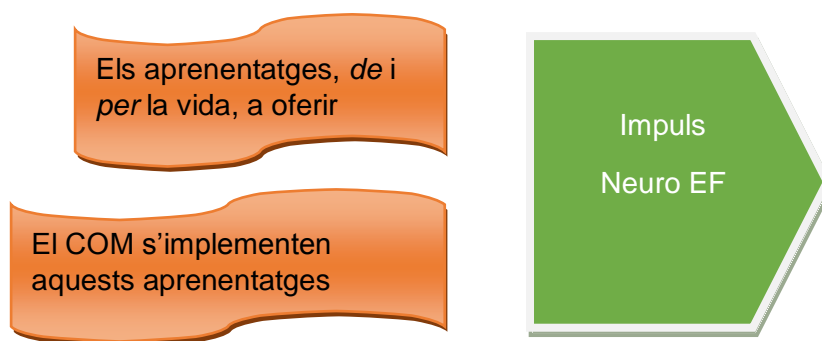 Els aprenentatges, de i
per la vida, a oferir
El COM s’implementen
aquests aprenentatges
Impuls
Neuro EF